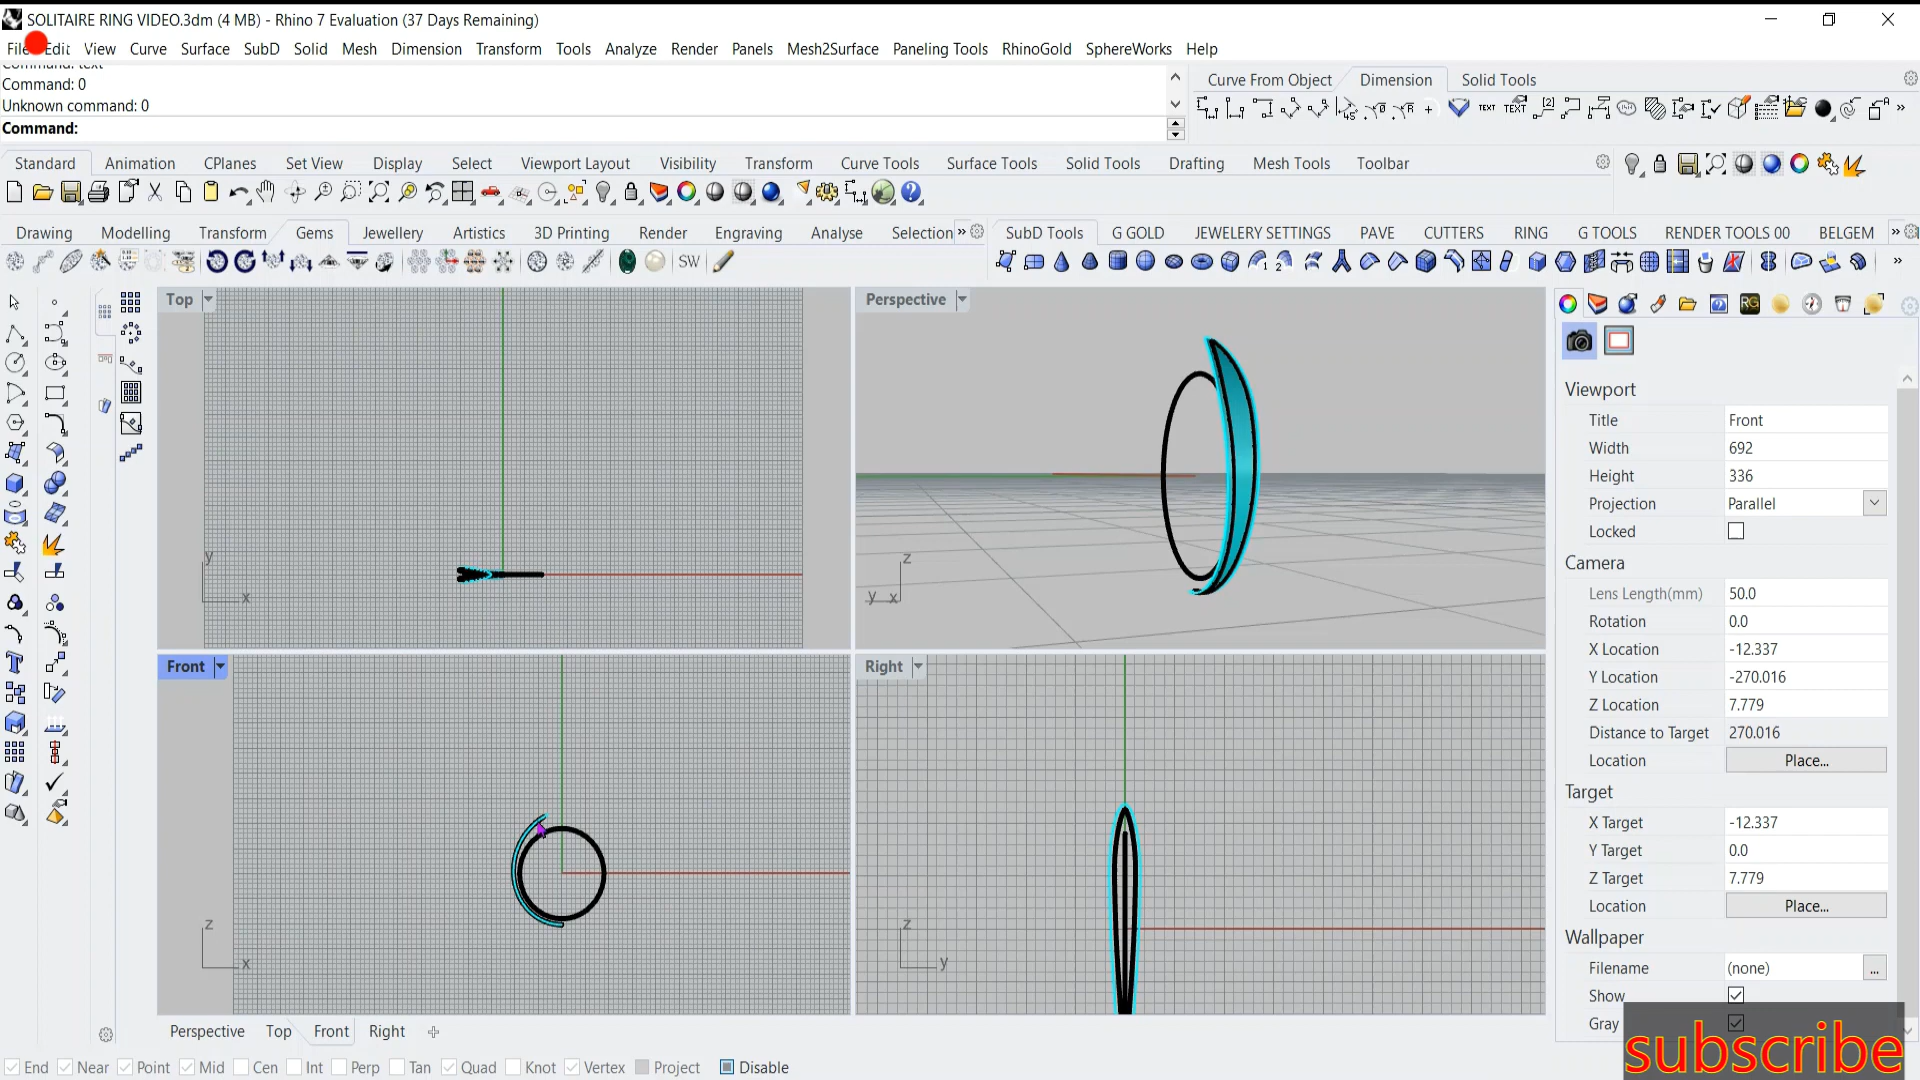 SOLITAIRE RING VIDEO.3dm (4 MB) - Rhino 7 Evaluation (37 Days Remaining)
File Edit View Curve Surface SubD Solid Mesh Dimension Transform Tools Analyze Render Panels Mesh2Surface Paneling Tools RhinoGold SphereWorks Help
Command: text
Command: 0
Unknown command: 0
Command:
Curve From Object Dimension Solid Tools
TEXT TEXT
Standard Animation CPlanes Set View Display Select Viewport Layout Visibility Transform Curve Tools Surface Tools Solid Tools Drafting Mesh Tools Toolbar
Drawing Modelling Transform Gems Jewellery Artistics 3D Printing Render Engraving Analyse Selection »
SubD Tools G GOLD JEWELERY SETTINGS PAVE CUTTERS RING G TOOLS RENDER TOOLS 00 BELGEM »
SW
Top
y
x
Perspective
z
y x
Front
z
x
Right
z
y
RG
Viewport
Title Front
Width 692
Height 336
Projection Parallel
Locked
Camera
Lens Length(mm) 50.0
Rotation 0.0
X Location -12.337
Y Location -270.016
Z Location 7.779
Distance to Target 270.016
Location Place...
Target
X Target -12.337
Y Target 0.0
Z Target 7.779
Location Place...
Wallpaper
Filename (none) ...
Show
Gray
Perspective Top Front Right
End Near Point Mid Cen Int Perp Tan Quad Knot Vertex Project Disable
subscribe